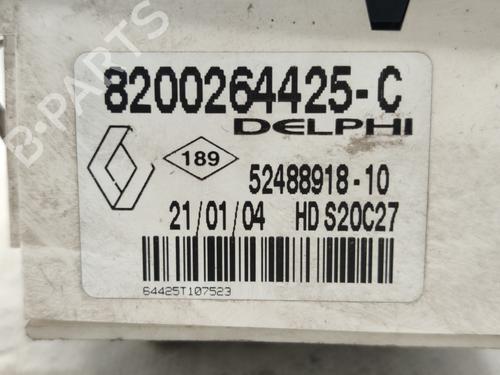 8200264425-C
DELPHI
189
52488918-10
21/01/04 HD S20C27
64425T107523
B-PARTS